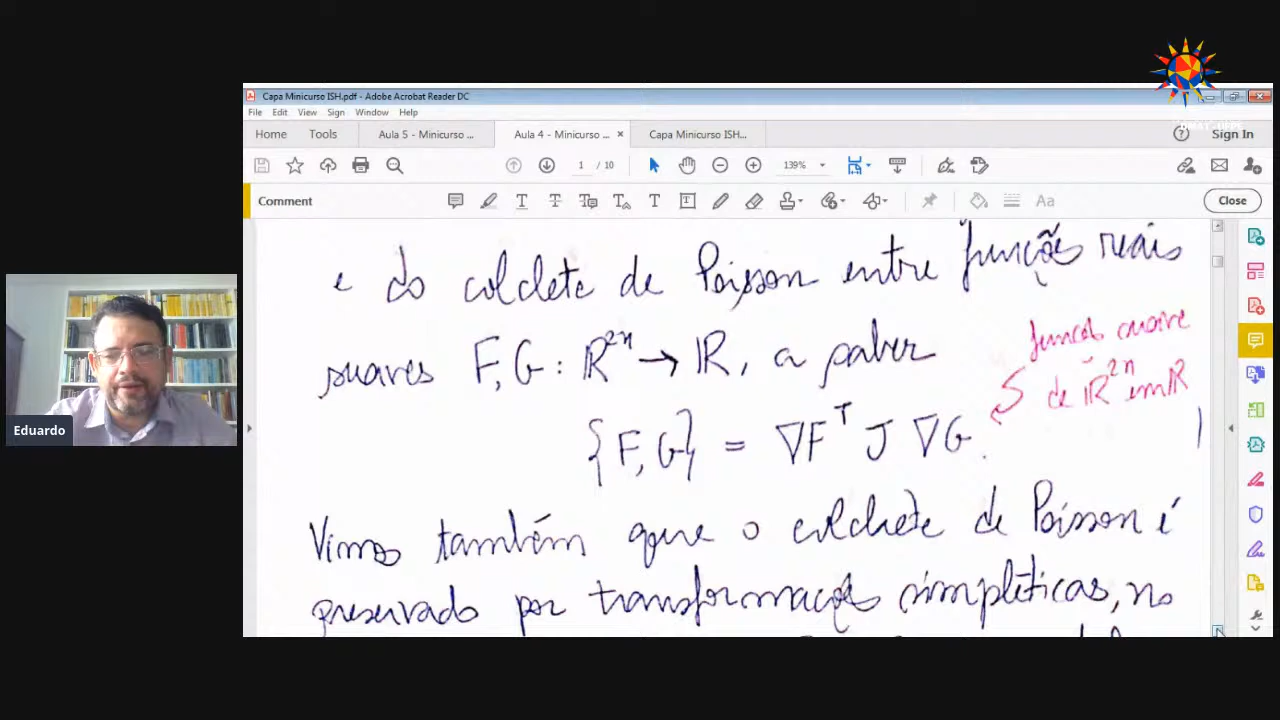 Capa Minicurso ISH.pdf - Adobe Acrobat Reader DC
File Edit View Sign Window Help
Home Tools Aula 5 - Minicurso ... Aula 4 - Minicurso ... × Capa Minicurso ISH... Sign In
1 / 10 139%
Comment Close
e do colchete de Poisson entre funções reais
suaves F, G : ℝ²ⁿ → ℝ, a saber
função suave
de ℝ²ⁿ em ℝ
{F, G} = ∇Fᵀ J ∇G.
Vimos também que o colchete de Poisson é
preservado por transformações simpléticas, no
Eduardo